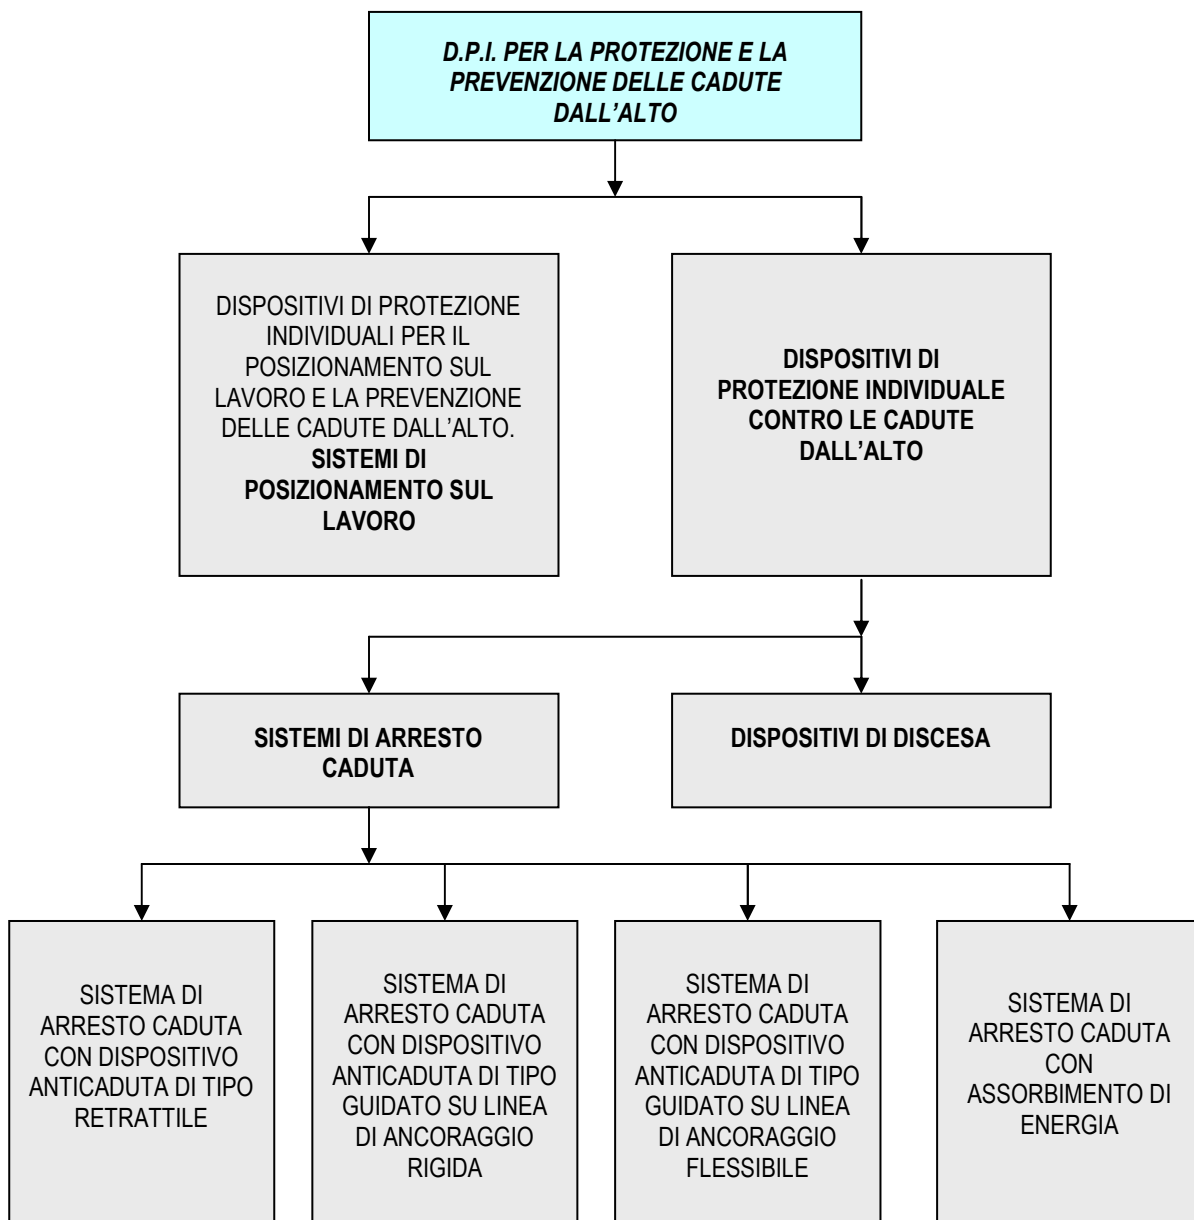 D.P.I. PER LA PROTEZIONE E LA
PREVENZIONE DELLE CADUTE
DALL'ALTO
DISPOSITIVI DI PROTEZIONE
INDIVIDUALI PER IL
POSIZIONAMENTO SUL
LAVORO E LA PREVENZIONE
DELLE CADUTE DALL'ALTO.
SISTEMI DI
POSIZIONAMENTO SUL
LAVORO
DISPOSITIVI DI
PROTEZIONE INDIVIDUALE
CONTRO LE CADUTE
DALL'ALTO
SISTEMI DI ARRESTO
CADUTA
DISPOSITIVI DI DISCESA
SISTEMA DI
ARRESTO CADUTA
CON DISPOSITIVO
ANTICADUTA DI TIPO
RETRATTILE
SISTEMA DI
ARRESTO CADUTA
CON DISPOSITIVO
ANTICADUTA DI TIPO
GUIDATO SU LINEA
DI ANCORAGGIO
RIGIDA
SISTEMA DI
ARRESTO CADUTA
CON DISPOSITIVO
ANTICADUTA DI TIPO
GUIDATO SU LINEA
DI ANCORAGGIO
FLESSIBILE
SISTEMA DI
ARRESTO CADUTA
CON
ASSORBIMENTO DI
ENERGIA